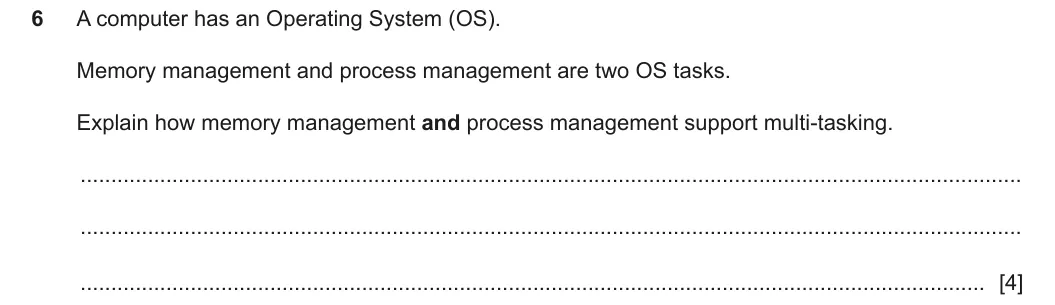 6 A computer has an Operating System (OS).
Memory management and process management are two OS tasks.
Explain how memory management and process management support multi-tasking.
..........................................................................................................................................................
..........................................................................................................................................................
.................................................................................................................................................... [4]